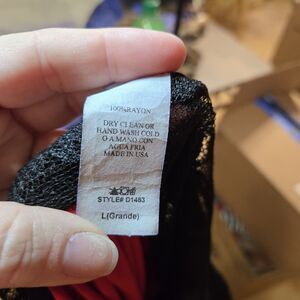 100%RAYON
DRY CLEAN OR
HAND WASH COLD
O A MANO CON
AGUA FRIA
MADE IN USA
STYLE# D1483
L(Grande)